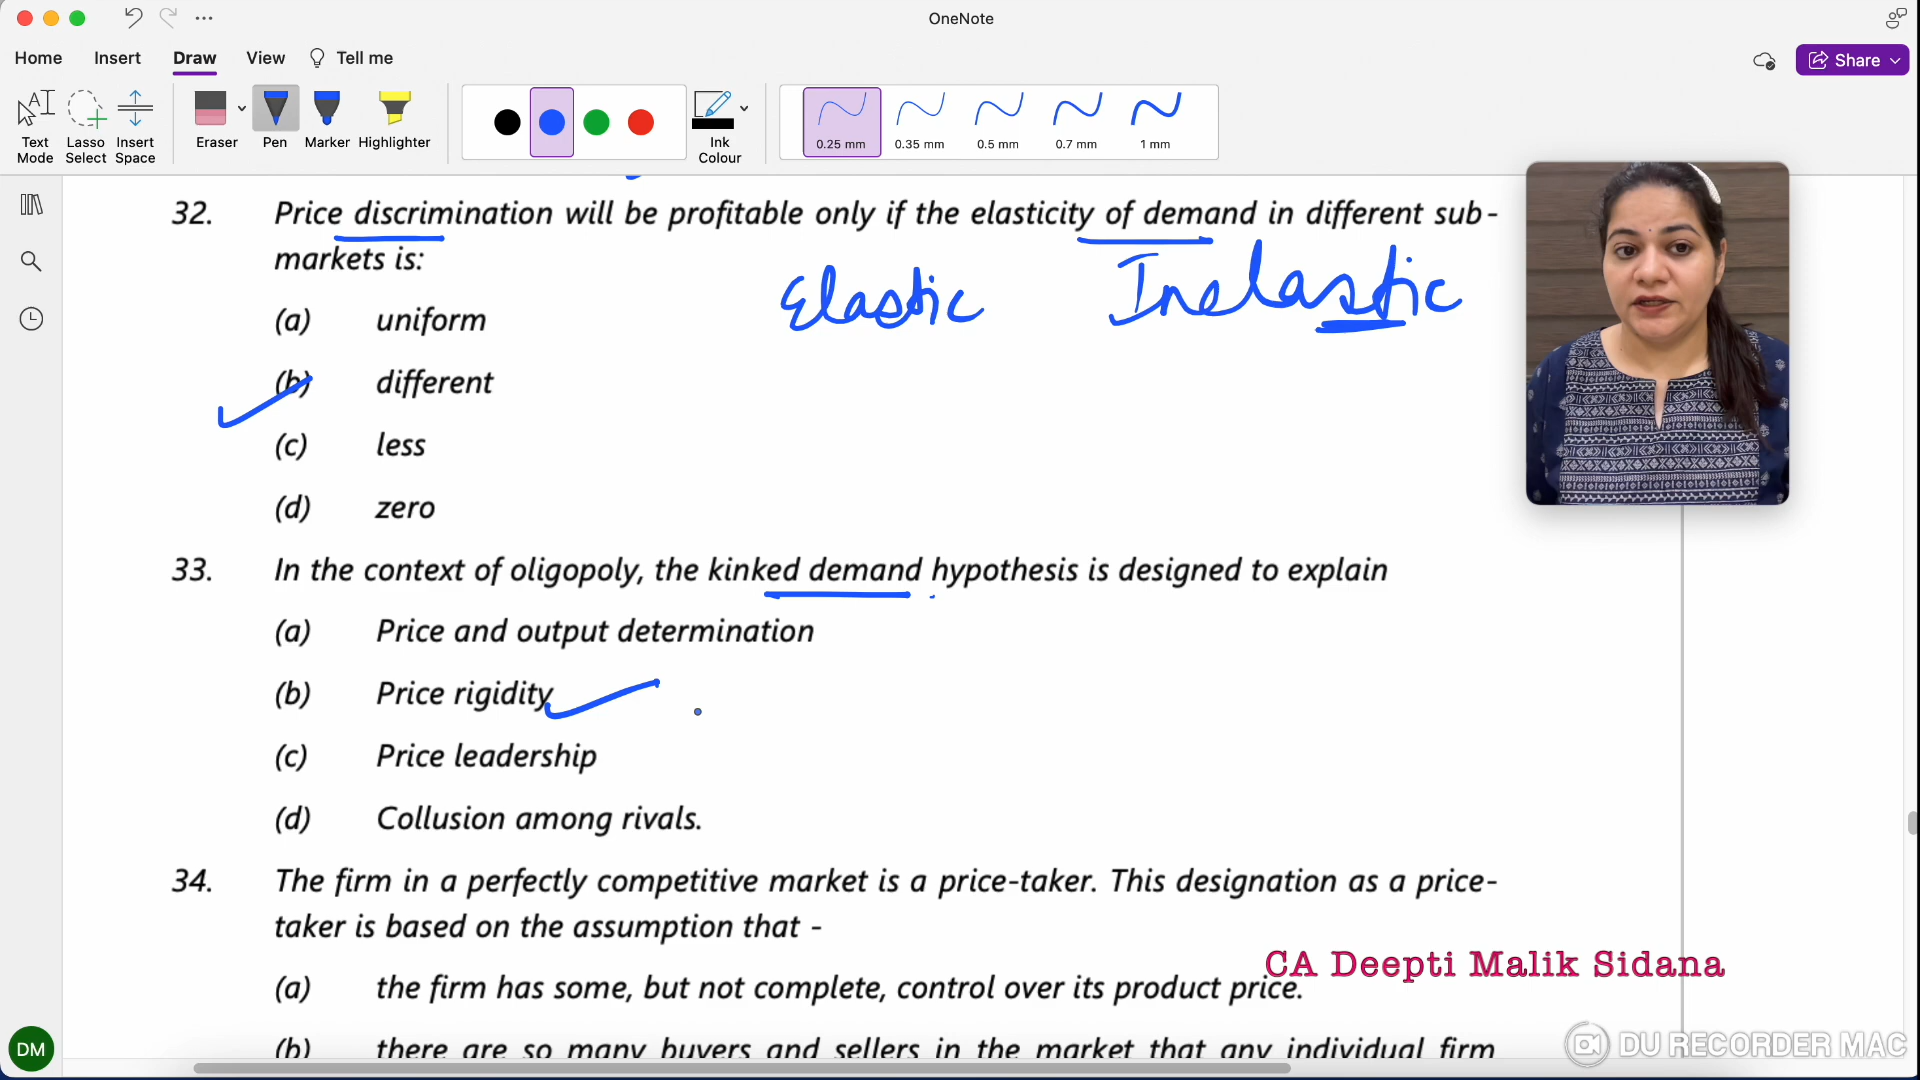 OneNote
Home Insert Draw View Tell me
Share
Text Mode
Lasso Select
Insert Space
Eraser
Pen
Marker
Highlighter
Ink Colour
0.25 mm
0.35 mm
0.5 mm
0.7 mm
1 mm
32. Price discrimination will be profitable only if the elasticity of demand in different sub-
markets is:
Elastic Inelastic
(a) uniform
(b) different
(c) less
(d) zero
33. In the context of oligopoly, the kinked demand hypothesis is designed to explain
(a) Price and output determination
(b) Price rigidity
(c) Price leadership
(d) Collusion among rivals.
34. The firm in a perfectly competitive market is a price-taker. This designation as a price-
taker is based on the assumption that -
CA Deepti Malik Sidana
(a) the firm has some, but not complete, control over its product price.
(b) there are so many buyers and sellers in the market that any individual firm
DM
DU RECORDER MAC